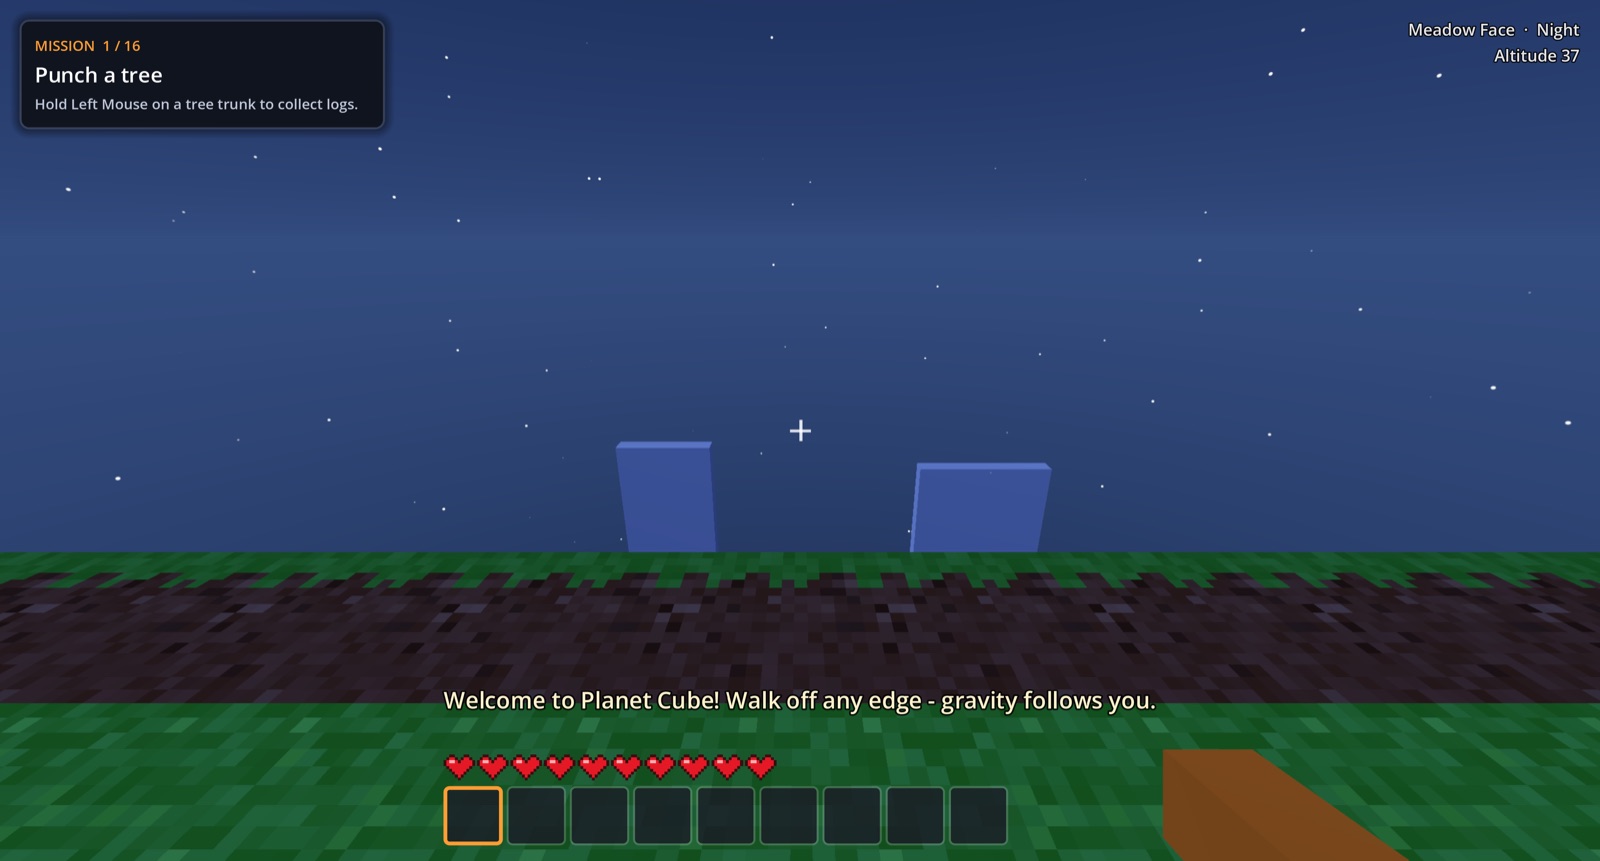 MISSION 1 / 16
Punch a tree
Hold Left Mouse on a tree trunk to collect logs.
Meadow Face · Night
Altitude 37
Welcome to Planet Cube! Walk off any edge - gravity follows you.